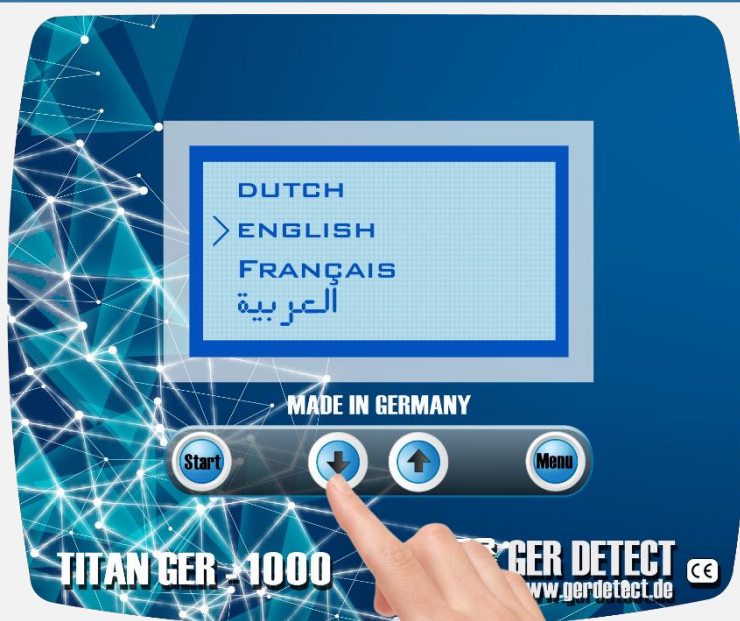 DUTCH
>ENGLISH
FRANÇAIS
العربية
MADE IN GERMANY
Start
Menu
TITAN GER - 1000
GER DETECT
www.gerdetect.de
CE